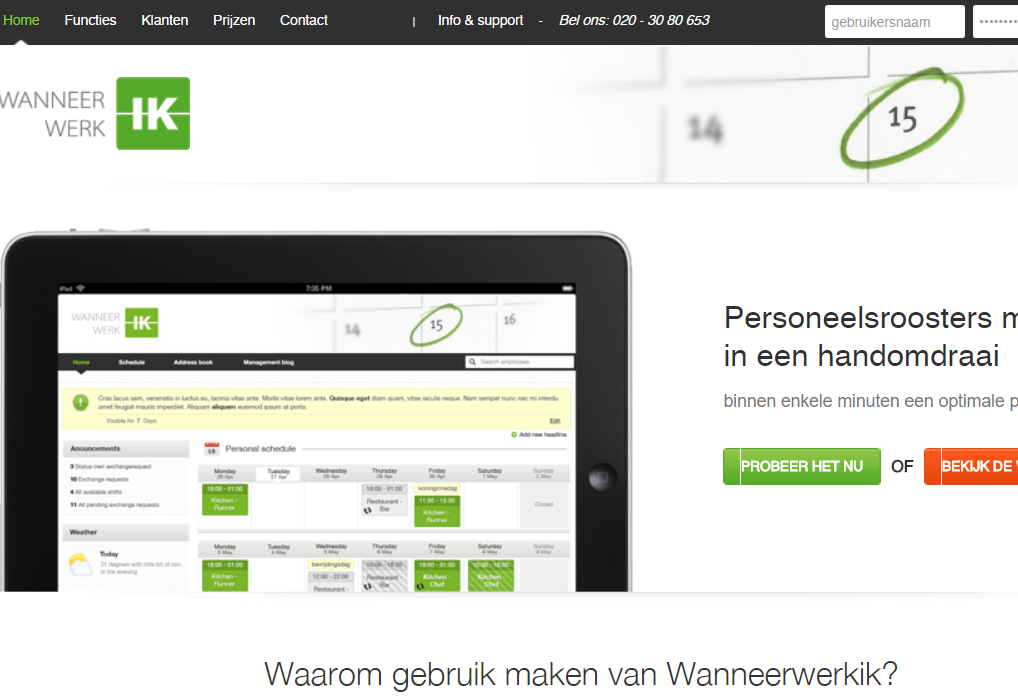 Home Functies Klanten Prijzen Contact | Info & support - Bel ons: 020 - 30 80 653 gebruikersnaam
WANNEER
WERK
IK
14
15
iPad 7:35 PM
WANNEER
WERK
IK
14
15
16
Home Schedule Address book Management blog Search employees
Cras lacus sem, venenatis in luctus eu, lacinia vitae ante. Morbi vitae lorem ante. Quisque eget diam quam, vitae iaculis neque. Nam semper nunc nec mi interdu
amet feugiat mauris imperdiet. Aliquam aliquam euismod ipsum at porta.
Visable for 7 Days Edit
Add new headline
Anouncements
3 Status own exchangerequest
10 Exchange requests
4 All available shifts
11 All pending exchange requests
Weather
Today
21 degrees with little bit of rain
in the evening
18 Personal schedule
Monday Tuesday Wednesday Thursday Friday Saturday Sunday
26 Apr 27 Apr 28 Apr 29 Apr 30 Apr 1 May 2 May
18:00 - 01:00 18:00 - 01:00 koninginnedag
Kitchen - Restaurant - 11:00 - 18:00 Closed
Runner Bar Kitchen -
Runner
Monday Tuesday Wednesday Thursday Friday Saturday Sunday
3 May 4 May 5 May 6 May 7 May 8 May 9 May
18:00 - 01:00 bevrijdingsdag 10:00 - 18:00 18:00 - 01:00 10:00 - 18:00
Kitchen - 12:00 - 22:00 Restaurant - Kitchen - Kitchen -
Runner Restaurant - Bar Chef Chef
Personeelsroosters m
in een handomdraai
binnen enkele minuten een optimale p
PROBEER HET NU OF BEKIJK DE
Waarom gebruik maken van Wanneerwerkik?